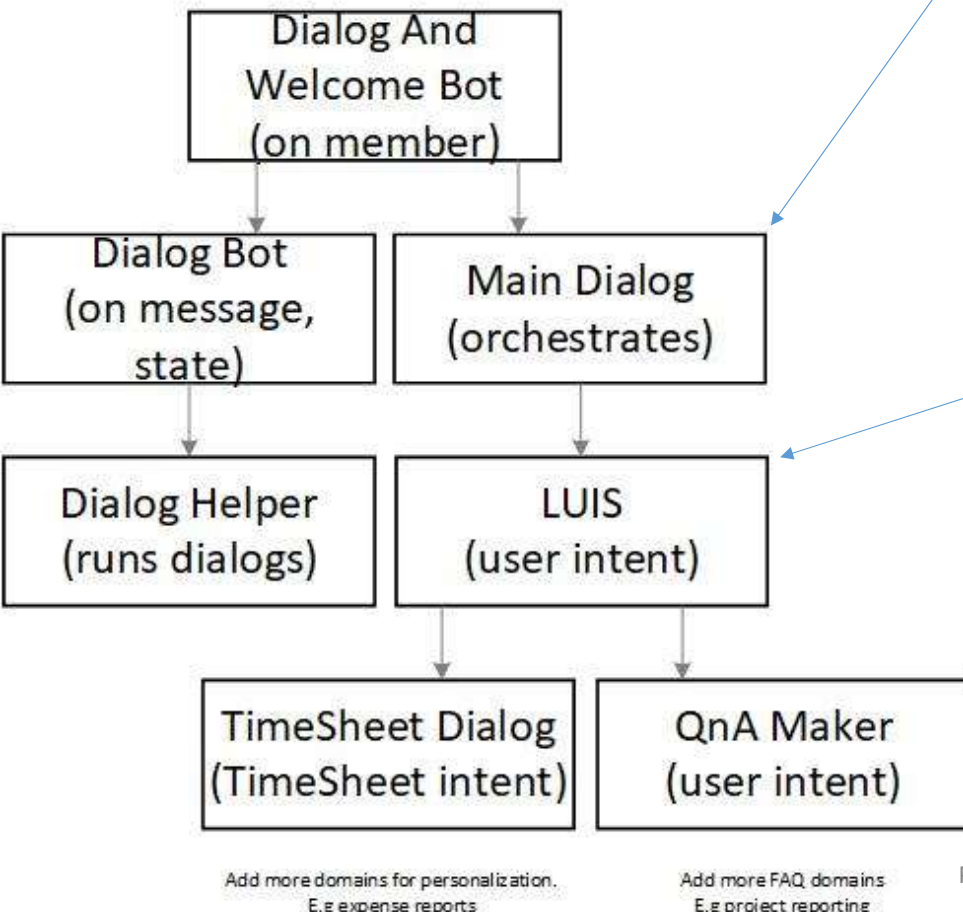 Dialog And
Welcome Bot
(on member)
Dialog Bot
(on message,
state)
Main Dialog
(orchestrates)
Dialog Helper
(runs dialogs)
LUIS
(user intent)
TimeSheet Dialog
(TimeSheet intent)
QnA Maker
(user intent)
Add more domains for personalization.
E.g expense reports
Add more FAQ domains
E.g project reporting